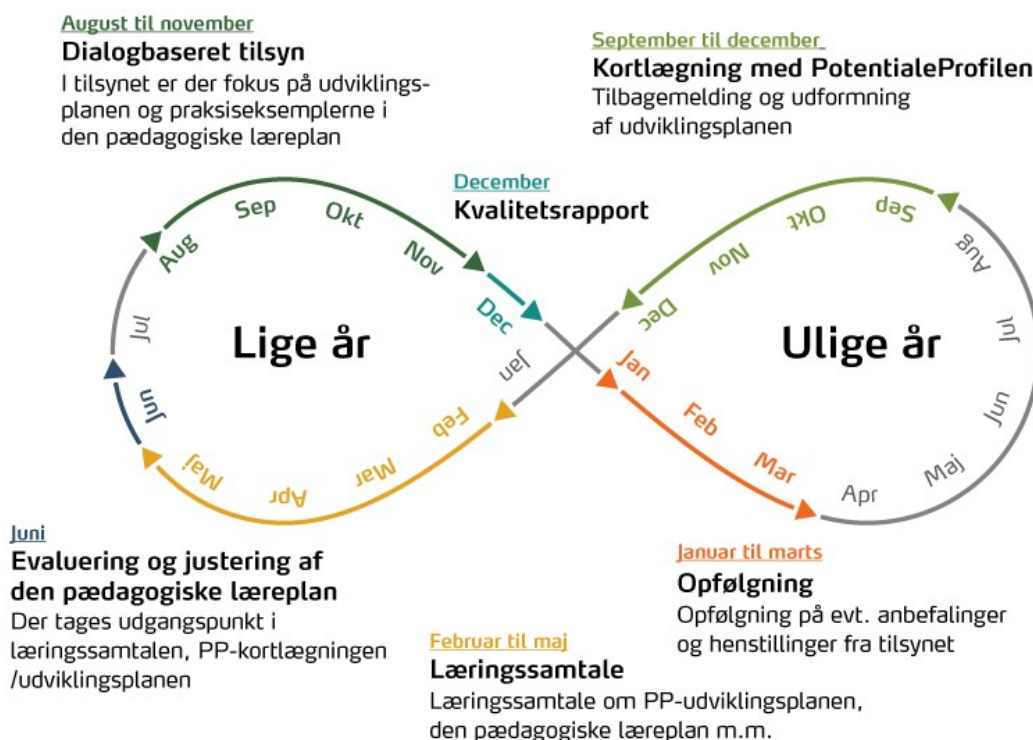 August til november
Dialogbaseret tilsyn
I tilsynet er der fokus på udviklings-
planen og praksiseksemplerne i
den pædagogiske læreplan
September til december
Kortlægning med PotentialeProfilen
Tilbagemelding og udformning
af udviklingsplanen
December
Kvalitetsrapport
Lige år
Jan
Feb
Mar
Apr
Maj
Jun
Jul
Aug
Sep
Okt
Nov
Dec
Ulige år
Jan
Feb
Mar
Apr
Maj
Jun
Jul
Aug
Sep
Okt
Nov
Dec
Juni
Evaluering og justering af
den pædagogiske læreplan
Der tages udgangspunkt i
læringssamtalen, PP-kortlægningen
/udviklingsplanen
Februar til maj
Læringssamtale
Læringssamtale om PP-udviklingsplanen,
den pædagogiske læreplan m.m.
Januar til marts
Opfølgning
Opfølgning på evt. anbefalinger
og henstillinger fra tilsynet